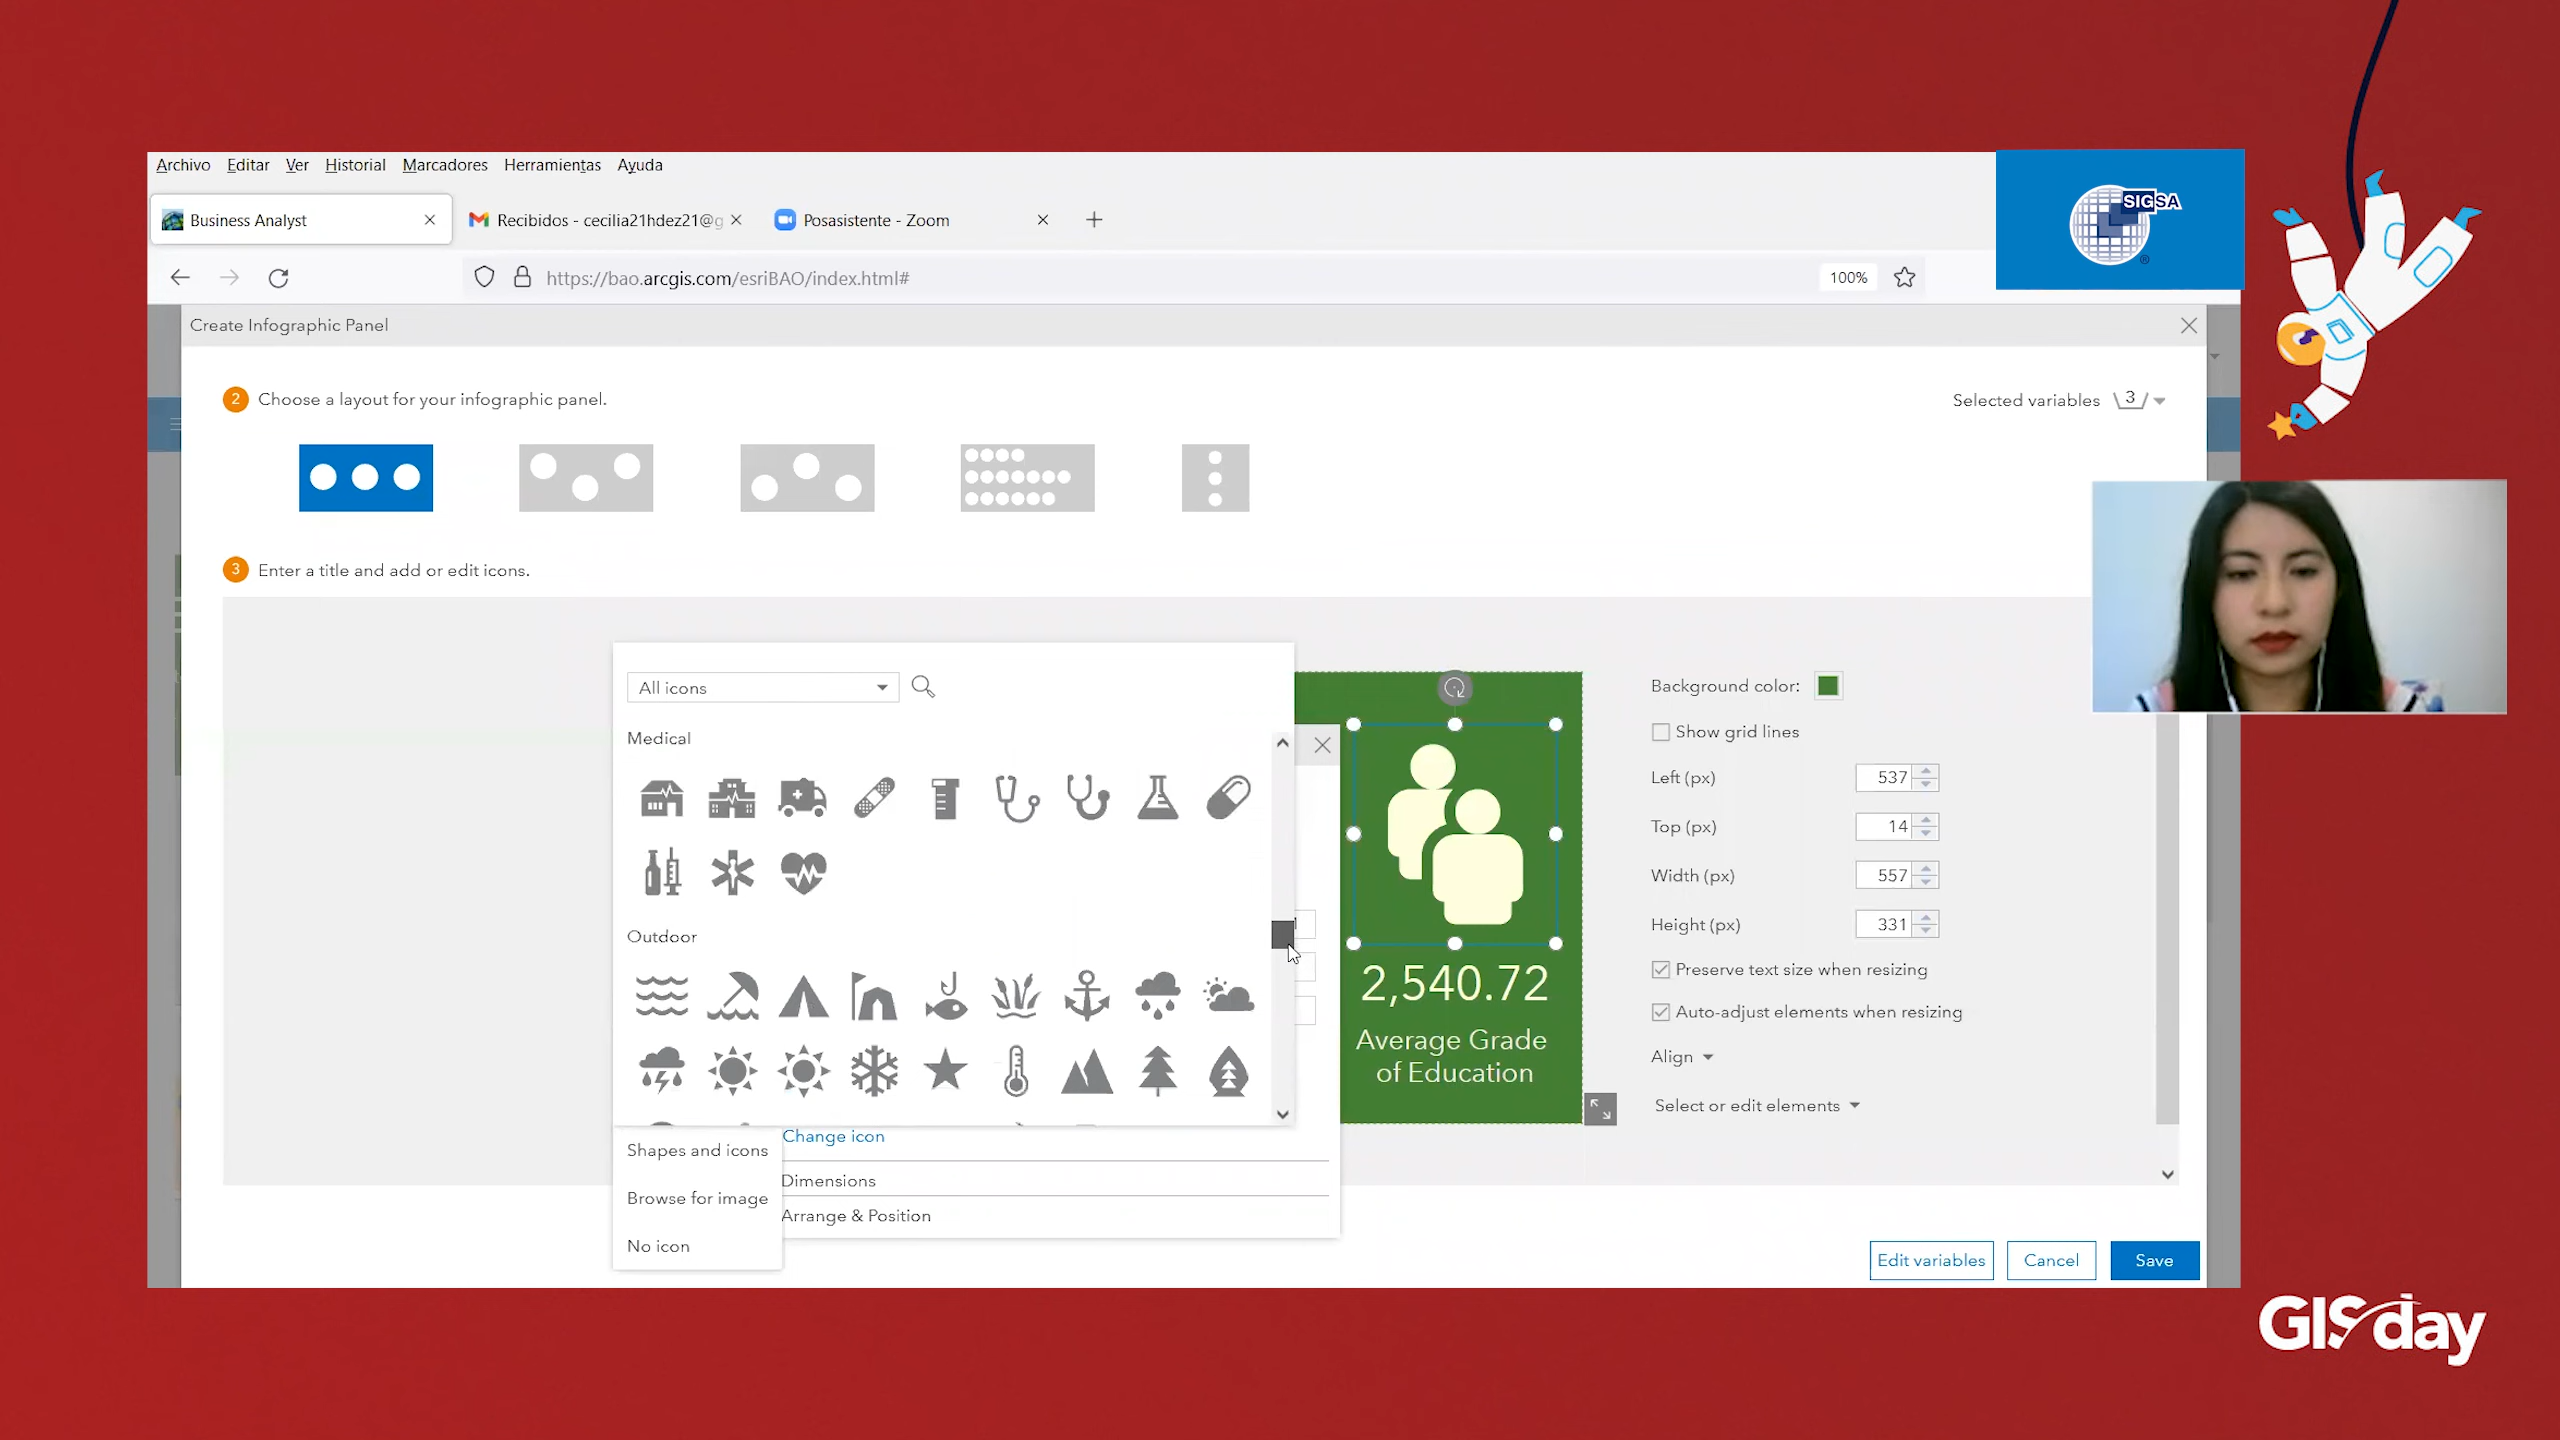 Archivo Editar Ver Historial Marcadores Herramientas Ayuda
SIGSA
®
Business Analyst
Recibidos - cecilia21hdez21@g
Posasistente - Zoom
https://bao.arcgis.com/esriBAO/index.html#
100%
Create Infographic Panel
2 Choose a layout for your infographic panel.
Selected variables 3
3 Enter a title and add or edit icons.
All icons
Medical
Outdoor
Shapes and icons
Browse for image
No icon
Change icon
Dimensions
Arrange & Position
2,540.72
Average Grade
of Education
Background color:
Show grid lines
Left (px) 537
Top (px) 14
Width (px) 557
Height (px) 331
Preserve text size when resizing
Auto-adjust elements when resizing
Align
Select or edit elements
Edit variables Cancel Save
GISday